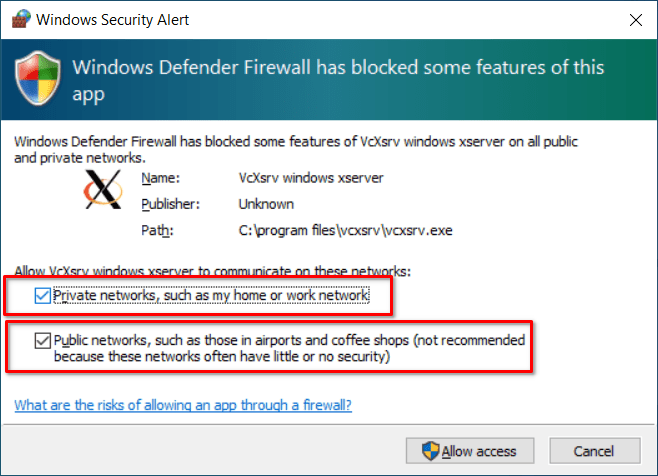 Windows Security Alert
Windows Defender Firewall has blocked some features of this
app
Windows Defender Firewall has blocked some features of VcXsrv windows xserver on all public
and private networks.
Name: VcXsrv windows xserver
Publisher: Unknown
Path: C:\program files\vcxsrv\vcxsrv.exe
Allow VcXsrv windows xserver to communicate on these networks:
Private networks, such as my home or work network
Public networks, such as those in airports and coffee shops (not recommended
because these networks often have little or no security)
What are the risks of allowing an app through a firewall?
Allow access Cancel